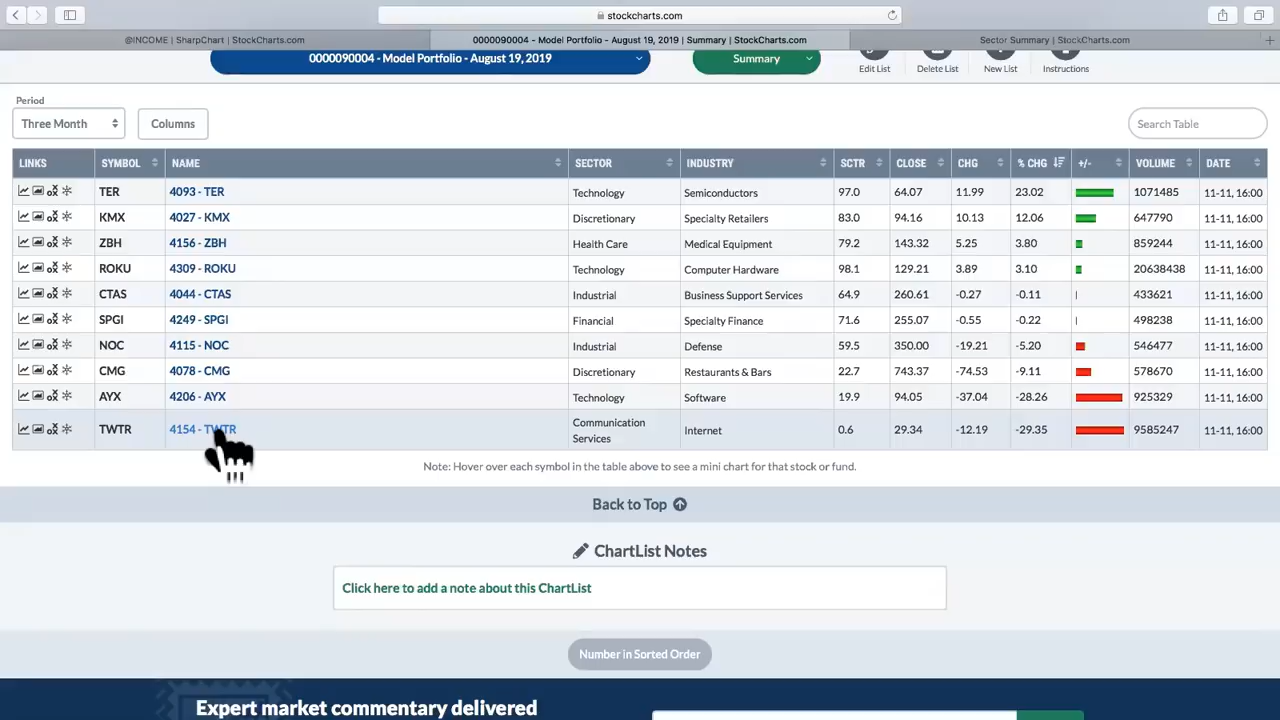 stockcharts.com
@INCOME | SharpChart | StockCharts.com
0000090004 - Model Portfolio - August 19, 2019 | Summary | StockCharts.com
Sector Summary | StockCharts.com
0000090004 - Model Portfolio - August 19, 2019
Summary
Edit List
Delete List
New List
Instructions
Period
Three Month
Columns
Search Table
LINKS SYMBOL NAME SECTOR INDUSTRY SCTR CLOSE CHG % CHG +/- VOLUME DATE
TER 4093 - TER Technology Semiconductors 97.0 64.07 11.99 23.02 1071485 11-11, 16:00
KMX 4027 - KMX Discretionary Specialty Retailers 83.0 94.16 10.13 12.06 647790 11-11, 16:00
ZBH 4156 - ZBH Health Care Medical Equipment 79.2 143.32 5.25 3.80 859244 11-11, 16:00
ROKU 4309 - ROKU Technology Computer Hardware 98.1 129.21 3.89 3.10 20638438 11-11, 16:00
CTAS 4044 - CTAS Industrial Business Support Services 64.9 260.61 -0.27 -0.11 433621 11-11, 16:00
SPGI 4249 - SPGI Financial Specialty Finance 71.6 255.07 -0.55 -0.22 498238 11-11, 16:00
NOC 4115 - NOC Industrial Defense 59.5 350.00 -19.21 -5.20 546477 11-11, 16:00
CMG 4078 - CMG Discretionary Restaurants & Bars 22.7 743.37 -74.53 -9.11 578670 11-11, 16:00
AYX 4206 - AYX Technology Software 19.9 94.05 -37.04 -28.26 925329 11-11, 16:00
TWTR 4154 - TWTR Communication Services Internet 0.6 29.34 -12.19 -29.35 9585247 11-11, 16:00
Note: Hover over each symbol in the table above to see a mini chart for that stock or fund.
Back to Top
ChartList Notes
Click here to add a note about this ChartList
Number in Sorted Order
Expert market commentary delivered